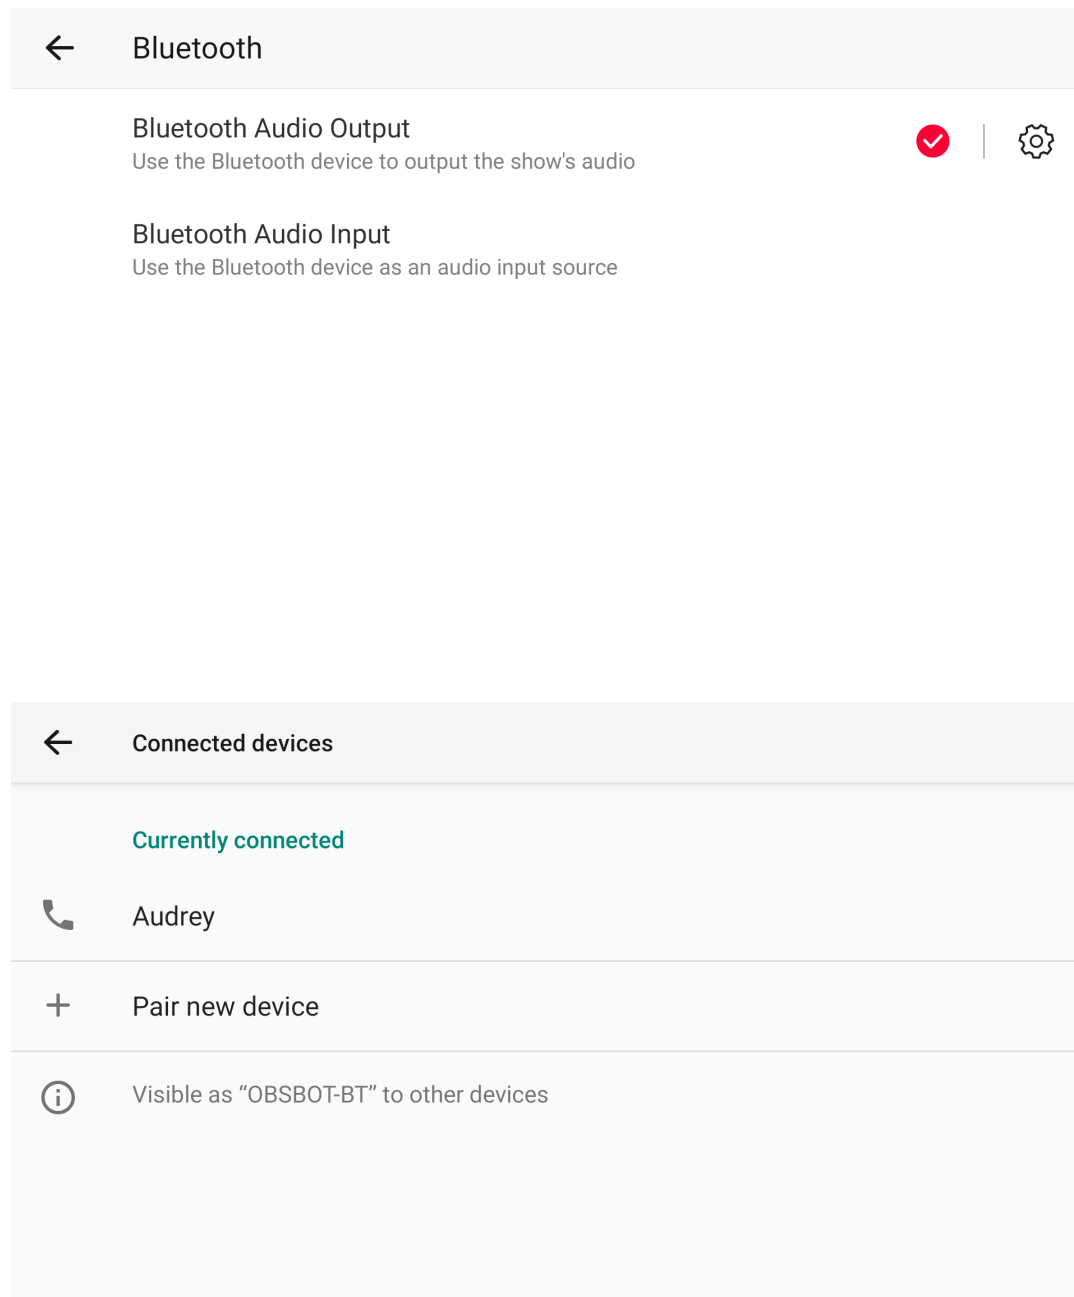 Bluetooth
Bluetooth Audio Output
Use the Bluetooth device to output the show's audio
Bluetooth Audio Input
Use the Bluetooth device as an audio input source
Connected devices
Currently connected
Audrey
Pair new device
Visible as “OBSBOT-BT” to other devices